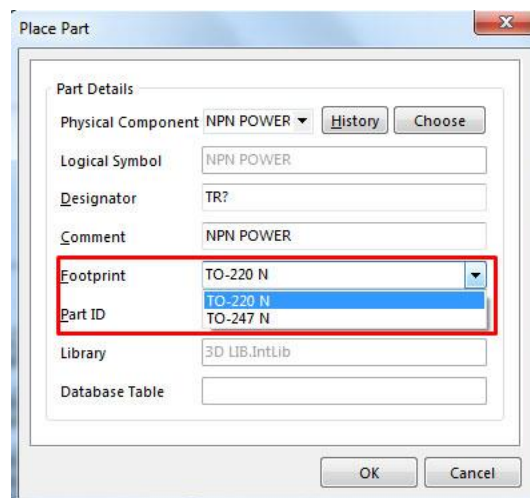 Place Part
Part Details
Physical Component NPN POWER History Choose
Logical Symbol NPN POWER
Designator TR?
Comment NPN POWER
Footprint TO-220 N
TO-220 N
Part ID TO-247 N
Library 3D LIB.IntLib
Database Table
OK Cancel